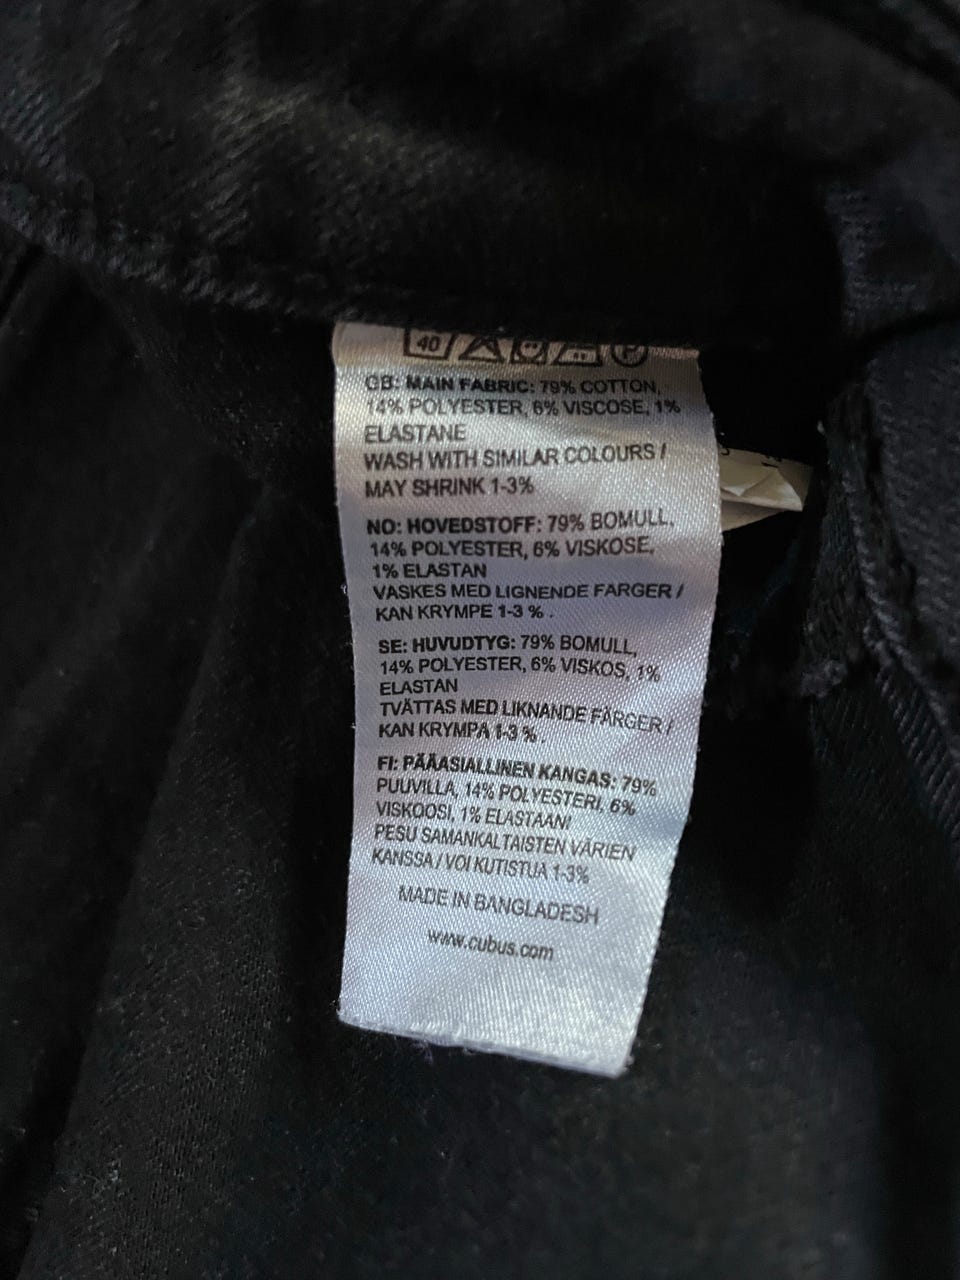 40 P
GB: MAIN FABRIC: 79% COTTON,
14% POLYESTER, 6% VISCOSE, 1%
ELASTANE
WASH WITH SIMILAR COLOURS /
MAY SHRINK 1-3%
NO: HOVEDSTOFF: 79% BOMULL,
14% POLYESTER, 6% VISKOSE,
1% ELASTAN
VASKES MED LIGNENDE FARGER /
KAN KRYMPE 1-3 % .
SE: HUVUDTYG: 79% BOMULL,
14% POLYESTER, 6% VISKOS, 1%
ELASTAN
TVÄTTAS MED LIKNANDE FÄRGER /
KAN KRYMPA 1-3 % .
FI: PÄÄASIALLINEN KANGAS: 79%
PUUVILLA, 14% POLYESTERI, 6%
VISKOOSI, 1% ELASTAANI
PESU SAMANKALTAISTEN VÄRIEN
KANSSA / VOI KUTISTUA 1-3%
MADE IN BANGLADESH
www.cubus.com